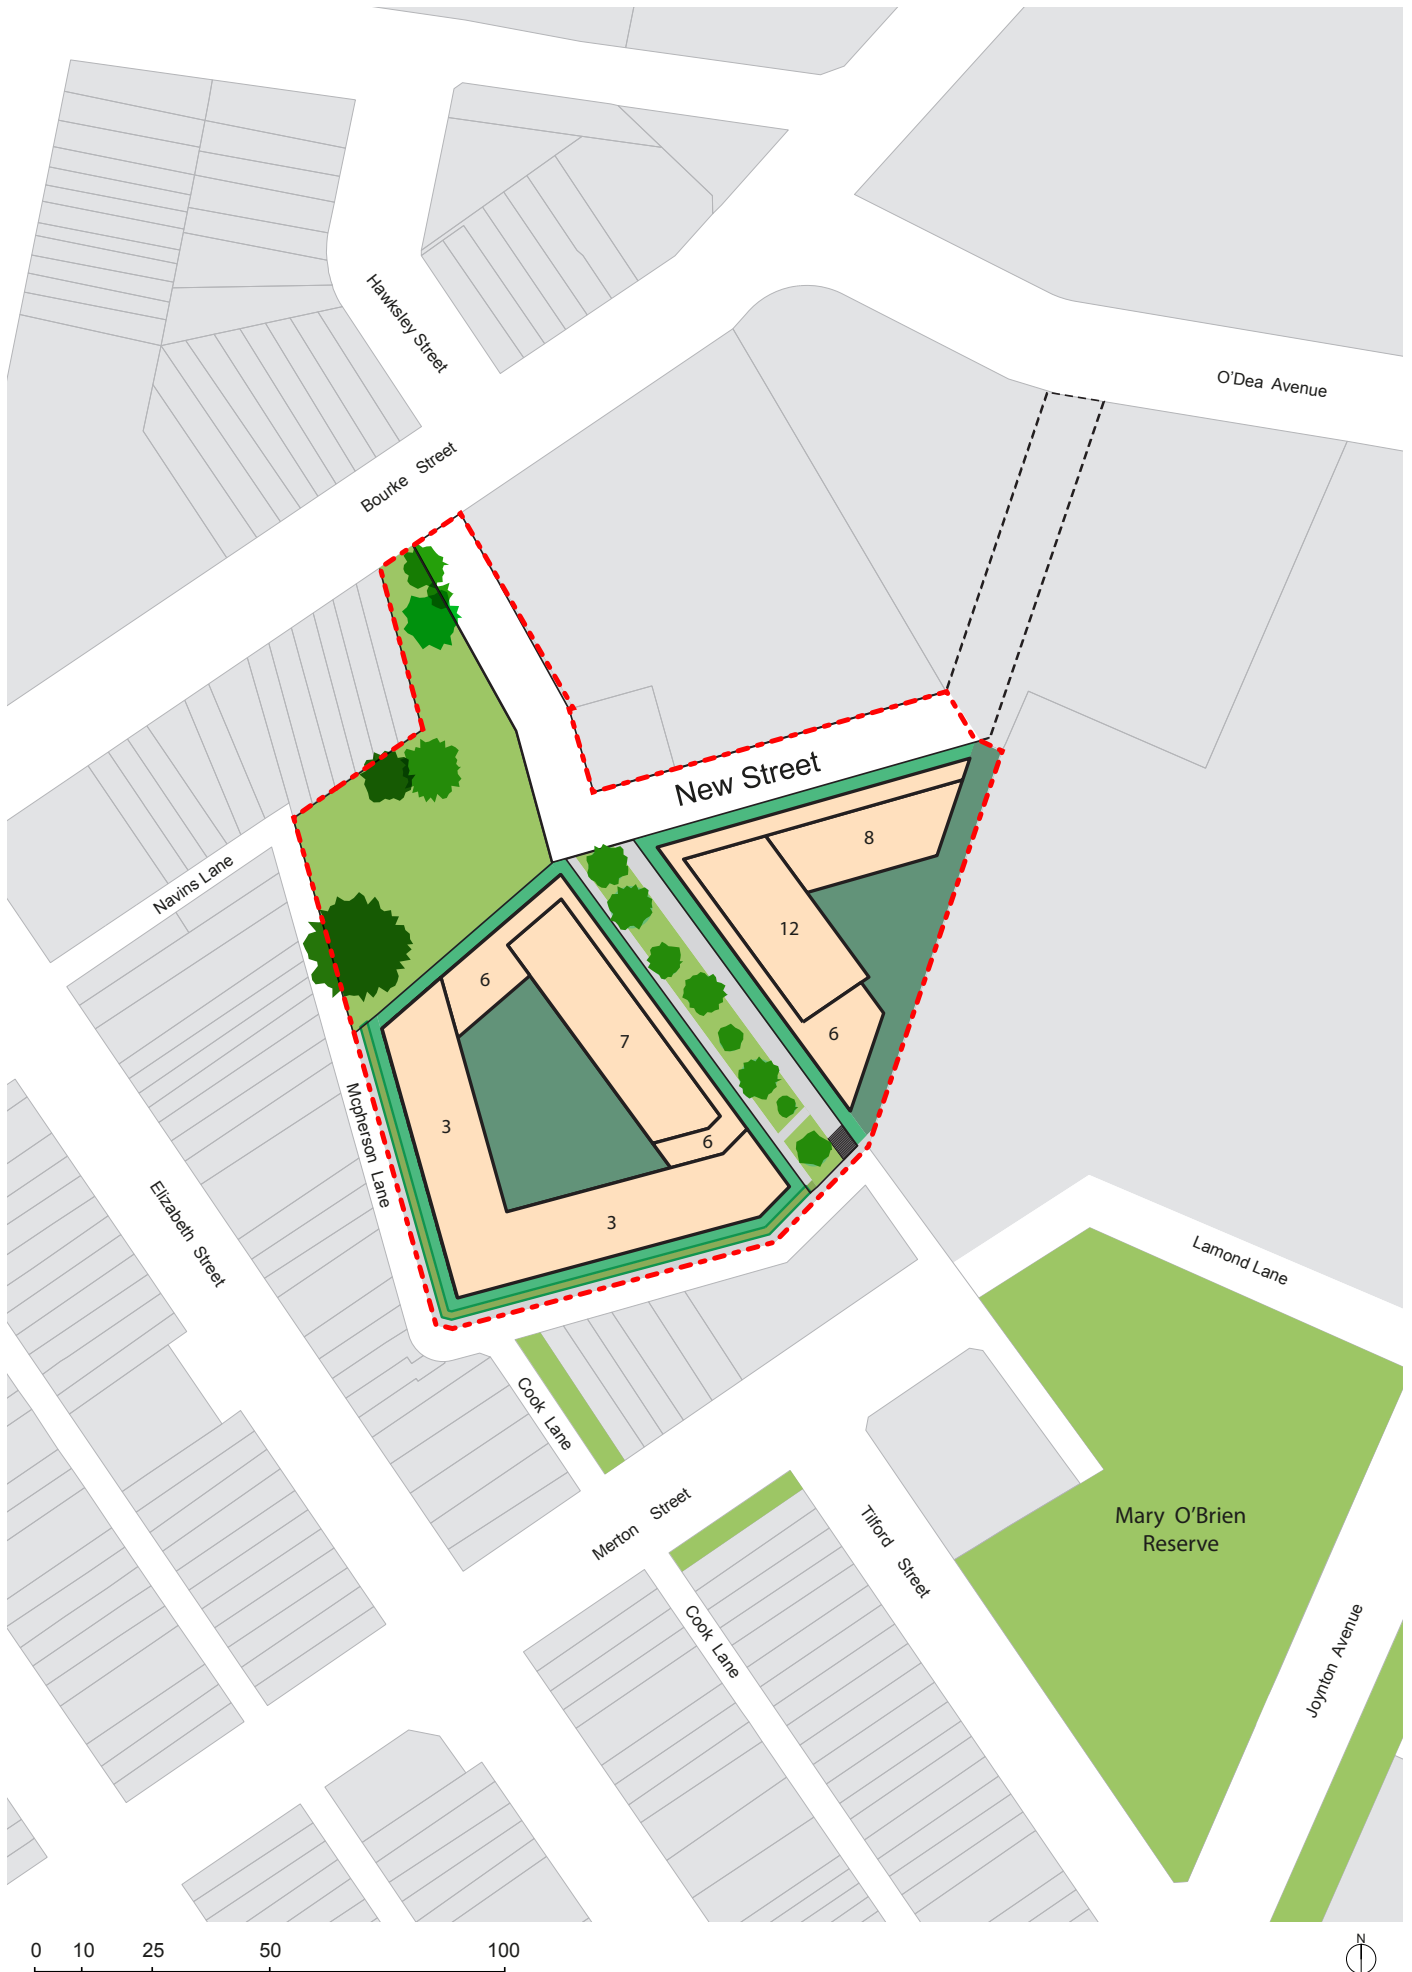 Hawksley Street
O'Dea Avenue
Bourke Street
New Street
8
Navins Lane
12
6
7
6
3
6
Mcpherson Lane
3
Elizabeth Street
Lamond Lane
Cook Lane
Merton Street
Tilford Street
Mary O'Brien
Reserve
Cook Lane
Joynton Avenue
0 10 25 50 100
N